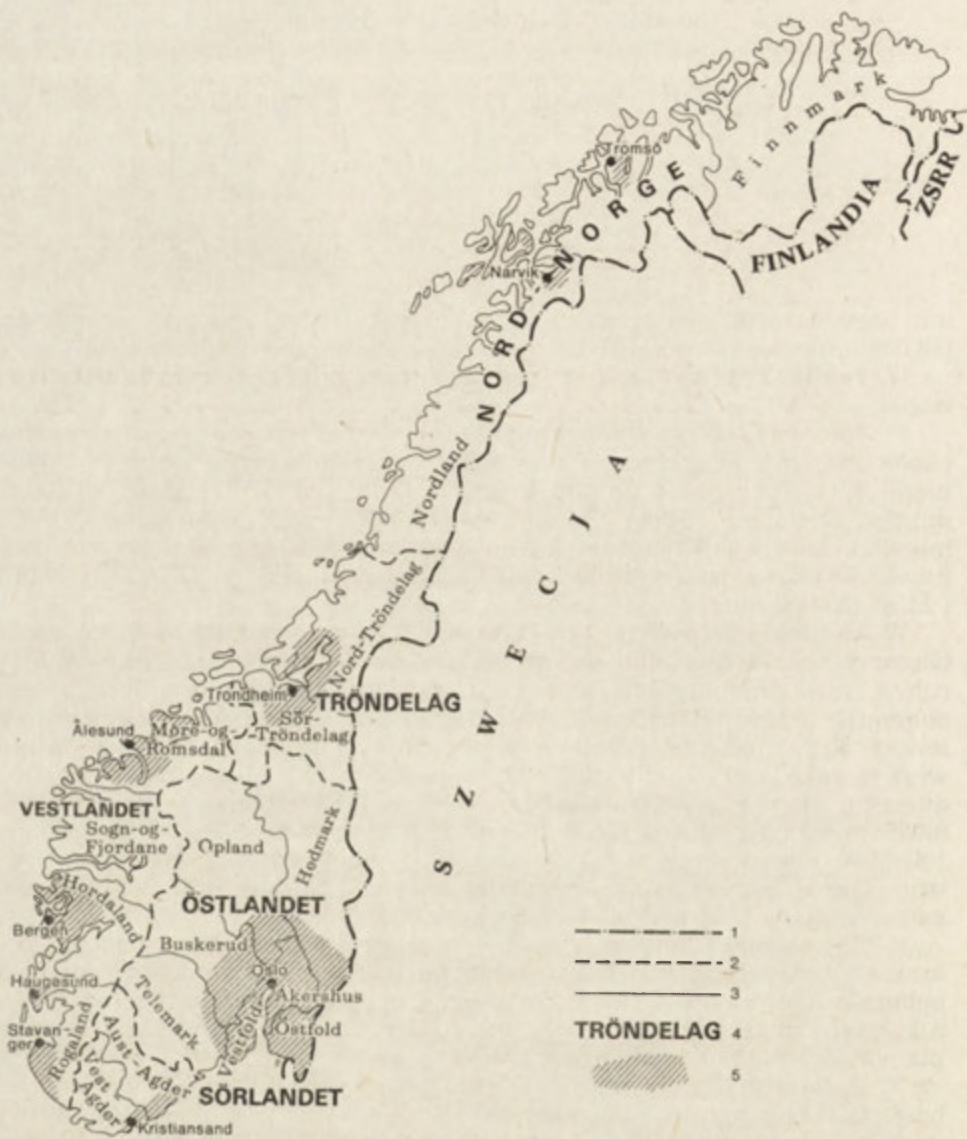 Finnmark
Tromsö
NORD NORGE
FINLANDIA
ZSRR
Narvik
Nordland
SZWECJA
Nord-Tröndelag
Trondheim
TRÖNDELAG
Sör-
Tröndelag
Ålesund
Möre-og-
Romsdal
VESTLANDET
Sogn-og-
Fjordane
Opland
Hedmark
Hordaland
ÖSTLANDET
Bergen
Buskerud
Oslo
Haugesund
Akershus
Telemark
Vestfold
Östfold
Stavan-
ger
Rogaland
Aust-Agder
Vest
Agder
SÖRLANDET
Kristiansand
1
2
3
TRÖNDELAG 4
5